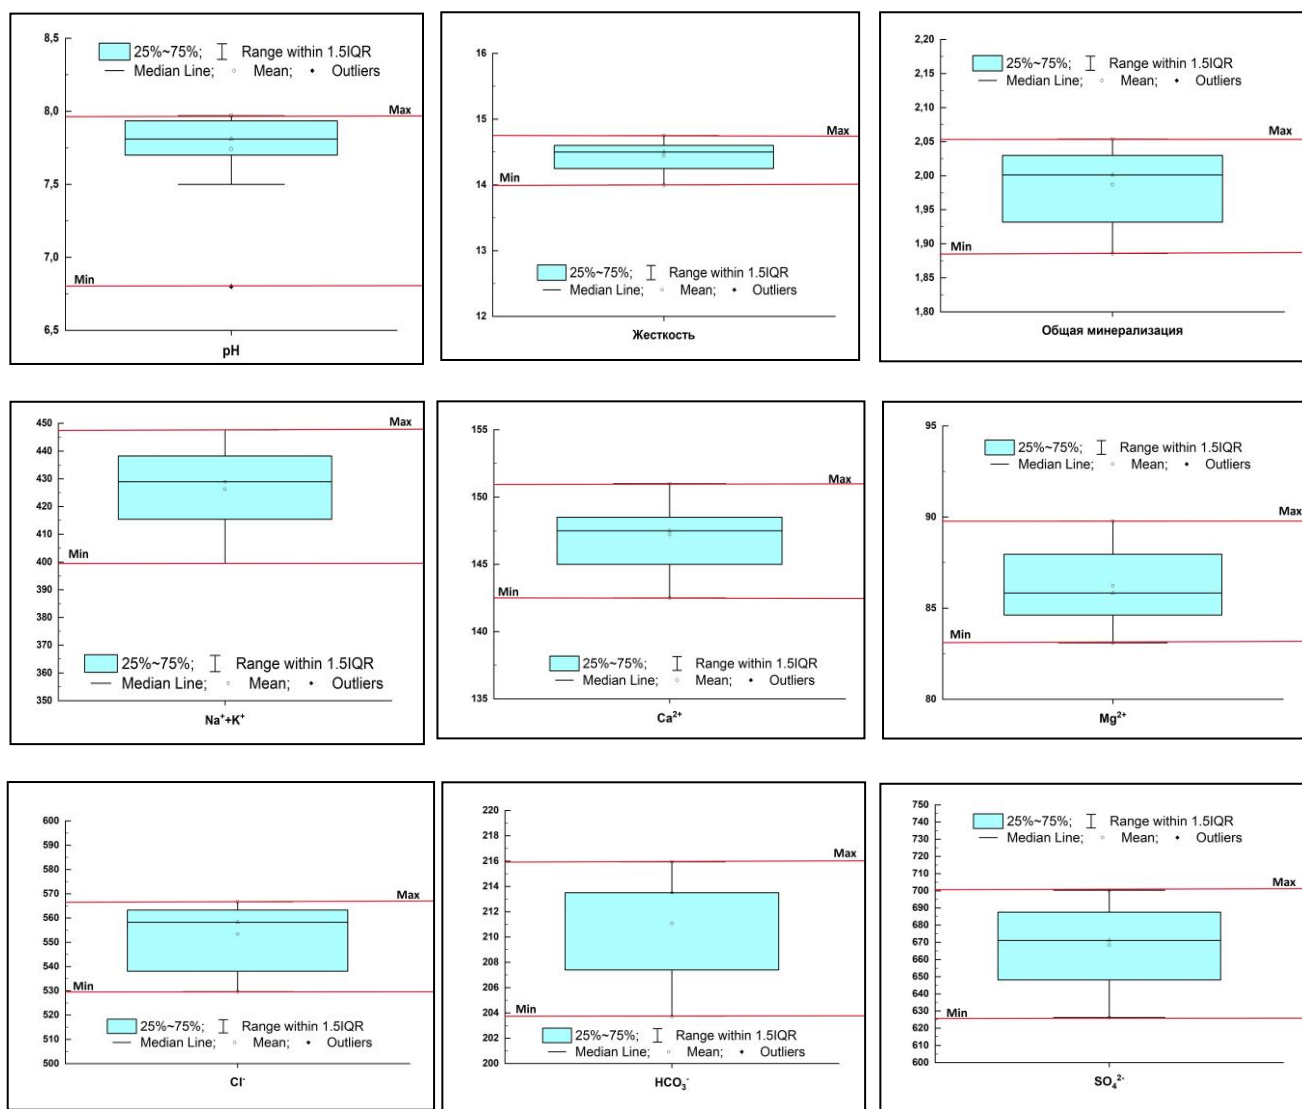 8,5
25%~75%; Range within 1.5IQR
Median Line; Mean; Outliers
8,0
Max
7,5
7,0
Min
6,5
pH
16
15
Max
Min
14
13
25%~75%; Range within 1.5IQR
Median Line; Mean; Outliers
12
Жесткость
2,20
2,15
25%~75%; Range within 1.5IQR
Median Line; Mean; Outliers
2,10
Max
2,05
2,00
1,95
Min
1,90
1,85
1,80
Общая минерализация
450
Max
440
430
420
410
Min
400
390
380
370
25%~75%; Range within 1.5IQR
360
Median Line; Mean; Outliers
350
Na⁺+K⁺
155
Max
150
145
Min
140
25%~75%; Range within 1.5IQR
Median Line; Mean; Outliers
135
Ca²⁺
95
25%~75%; Range within 1.5IQR
Median Line; Mean; Outliers
Max
90
85
Min
80
Mg²⁺
600
590
580
570
Max
560
550
540
530
Min
520
25%~75%; Range within 1.5IQR
510
Median Line; Mean; Outliers
500
Cl⁻
220
218
216
Max
214
212
210
208
206
204
Min
202
25%~75%; Range within 1.5IQR
Median Line; Mean; Outliers
200
HCO₃⁻
750
740
25%~75%; Range within 1.5IQR
730
Median Line; Mean; Outliers
720
710
700
Max
690
680
670
660
650
640
630
Min
620
610
600
SO₄²⁻